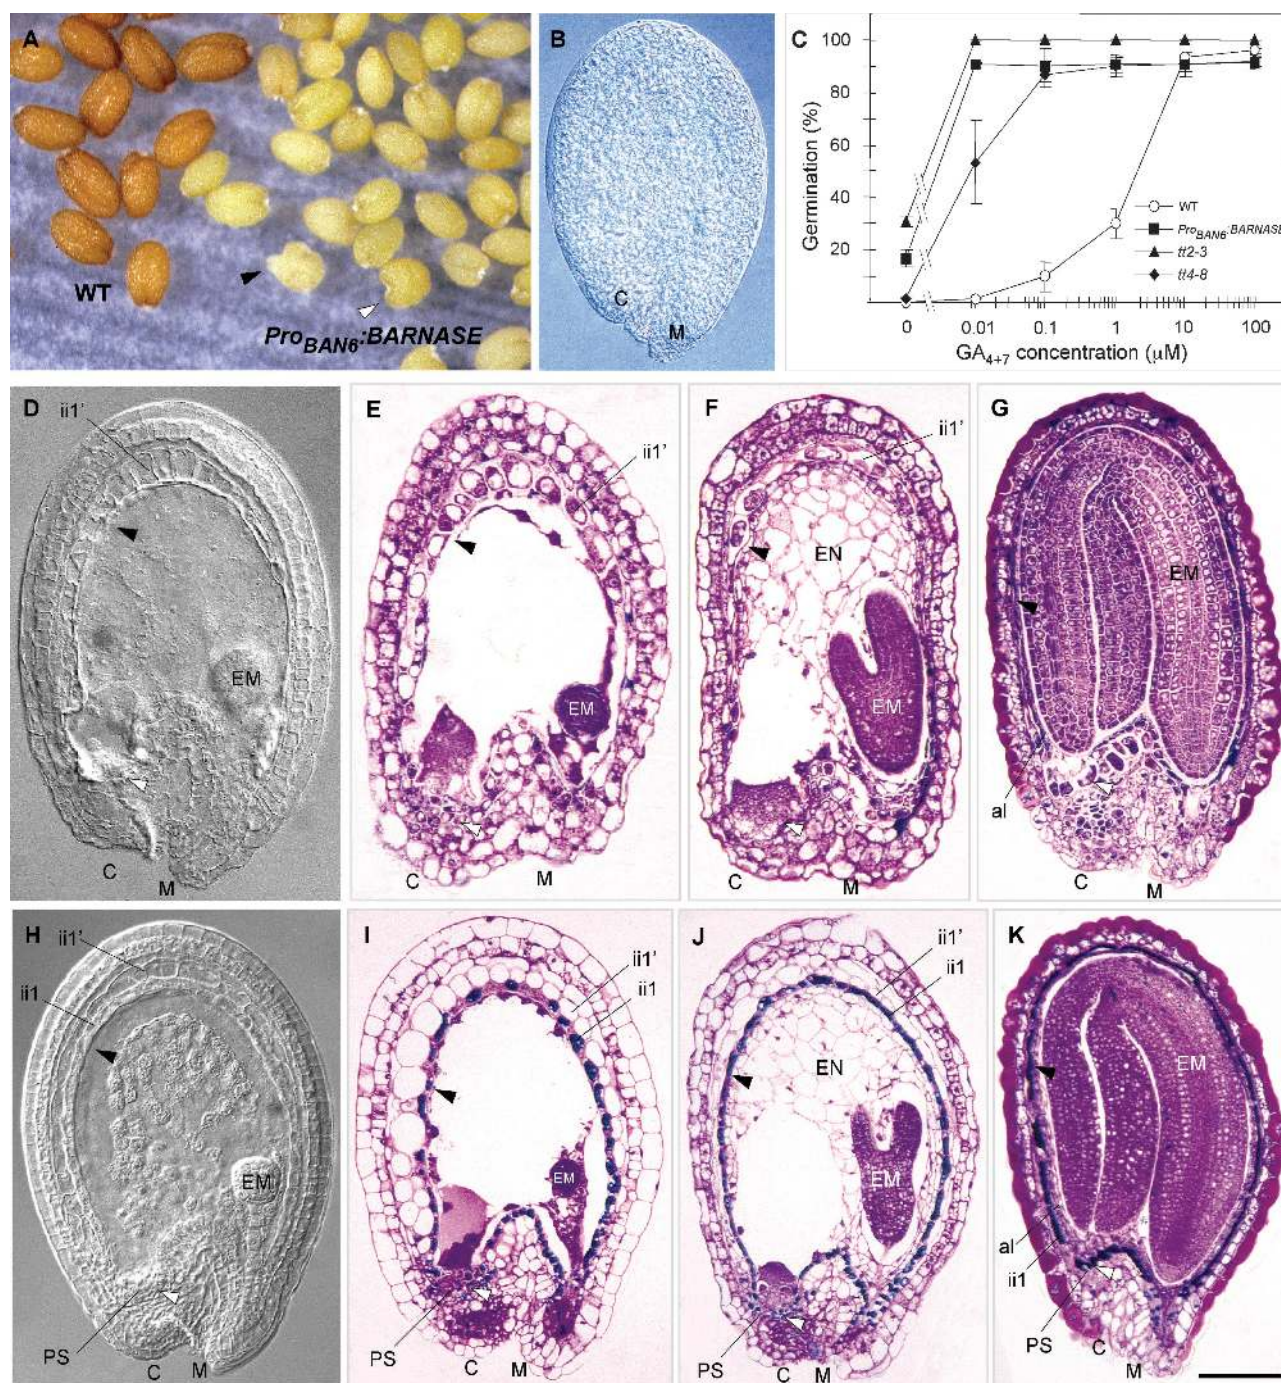 A
WT
Pro BAN6:BARNASE
B
C
M
C
Germination (%)
100
80
60
40
20
0
0.01
0.1
1
10
100
GA4+7 concentration (µM)
WT
ProBAN6:BARNASE
tt2-3
tt4-8
D
ii1'
EM
C
M
E
ii1'
EM
C
M
F
ii1'
EN
EM
C
M
G
EM
al
C
M
H
ii1'
ii1
EM
PS
C
M
I
ii1'
ii1
EM
PS
C
M
J
ii1'
ii1
EN
EM
PS
C
M
K
EM
al
ii1
PS
C
M